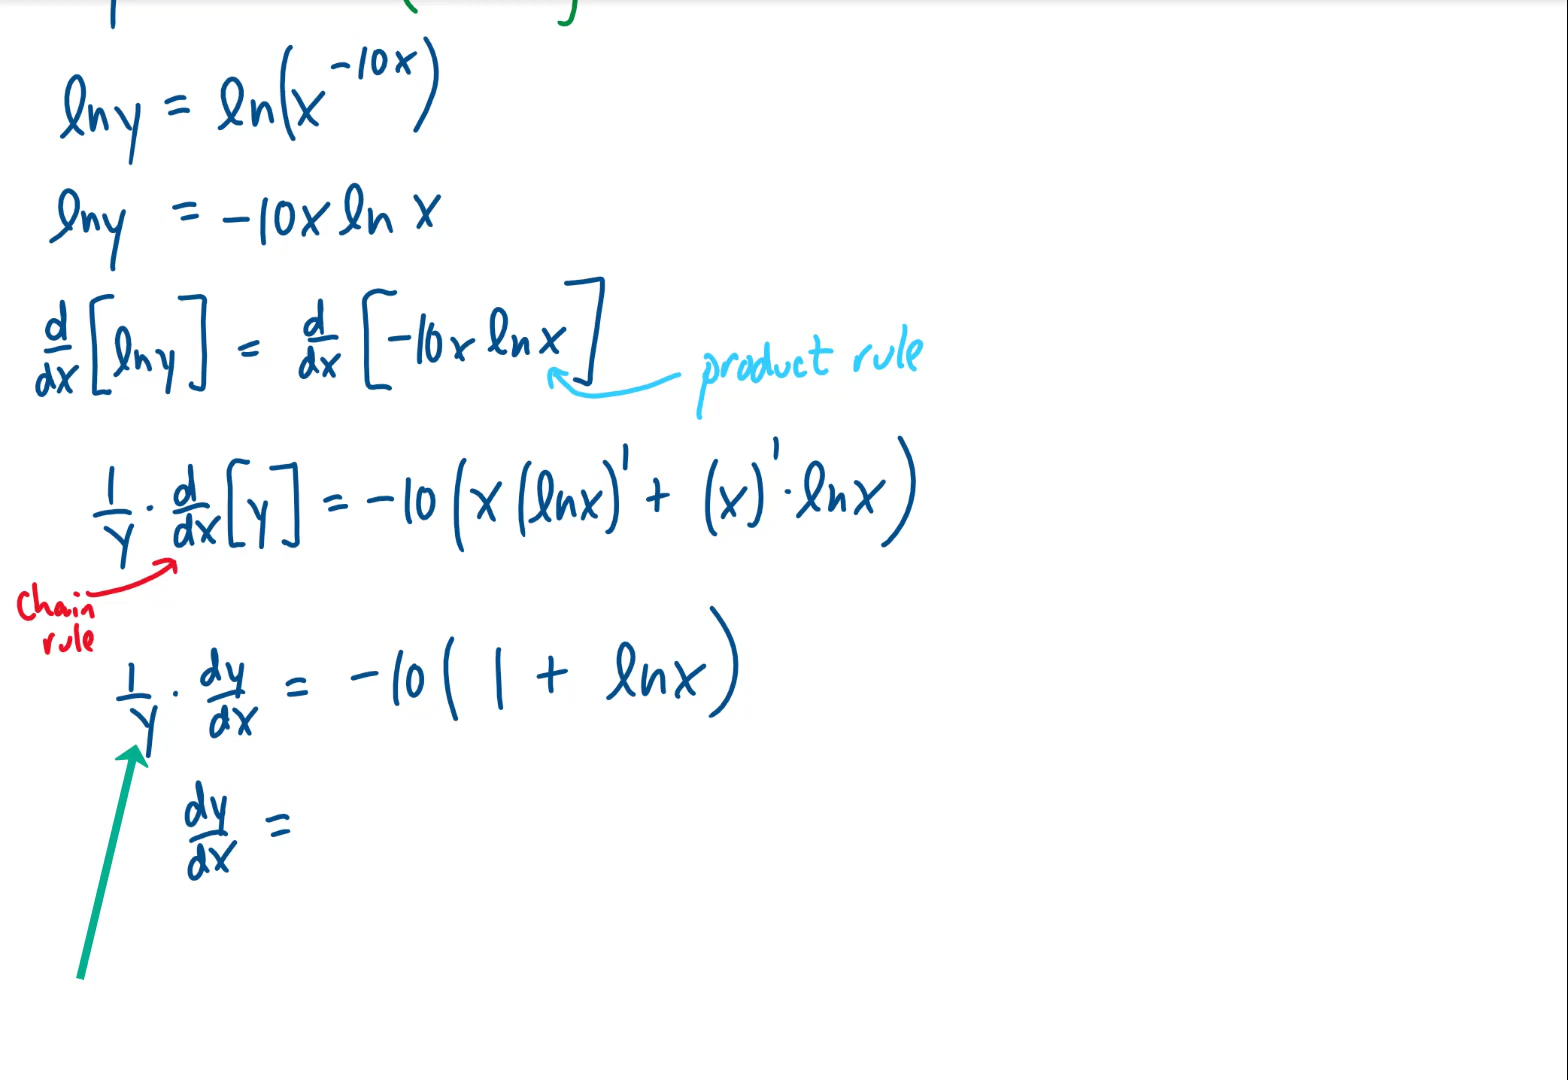 ln y = ln(x^{-10x})
ln y = -10x ln x
d/dx [ln y] = d/dx [-10x ln x]
product rule
1/y · d/dx [y] = -10(x (ln x)' + (x)' · ln x)
Chain
rule
1/y · dy/dx = -10( 1 + ln x)
dy/dx =